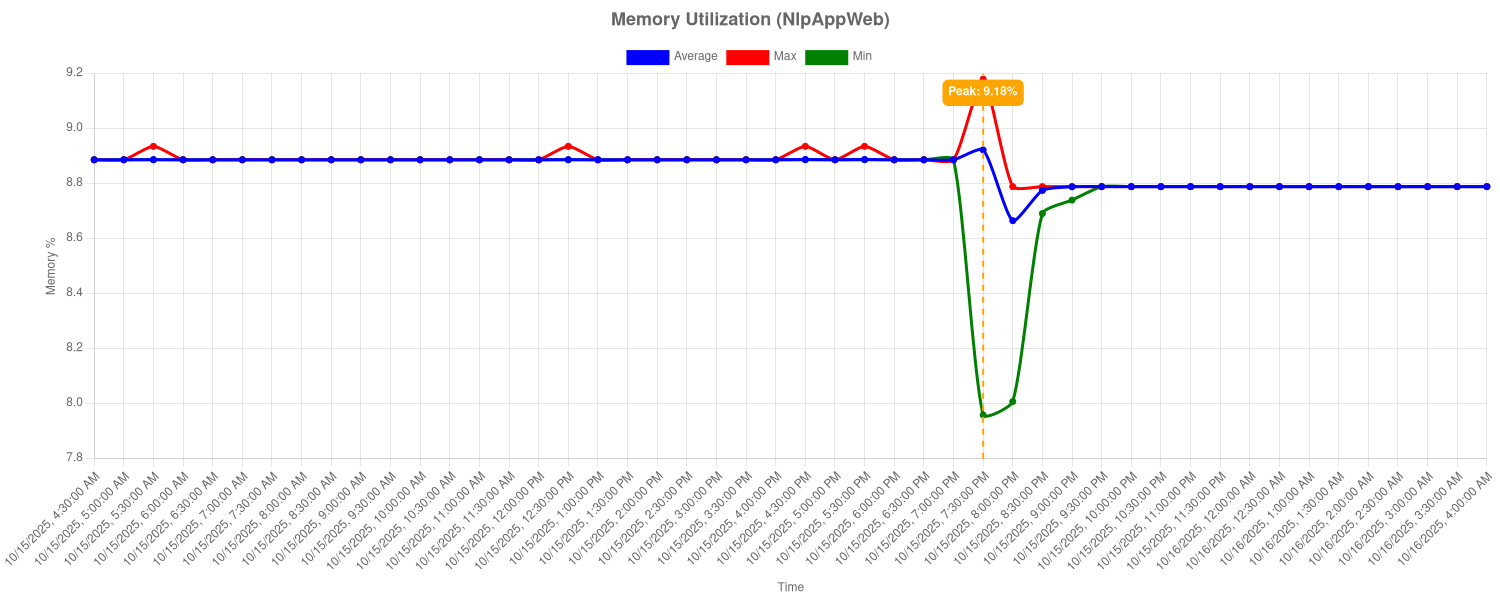 Memory Utilization (NlpAppWeb)
Average Max Min
Peak: 9.18%
9.2
9.0
8.8
8.6
8.4
8.2
8.0
7.8
Memory %
10/15/2025, 4:30:00 AM
10/15/2025, 5:00:00 AM
10/15/2025, 5:30:00 AM
10/15/2025, 6:00:00 AM
10/15/2025, 6:30:00 AM
10/15/2025, 7:00:00 AM
10/15/2025, 7:30:00 AM
10/15/2025, 8:00:00 AM
10/15/2025, 8:30:00 AM
10/15/2025, 9:00:00 AM
10/15/2025, 9:30:00 AM
10/15/2025, 10:00:00 AM
10/15/2025, 10:30:00 AM
10/15/2025, 11:00:00 AM
10/15/2025, 11:30:00 AM
10/15/2025, 12:00:00 PM
10/15/2025, 12:30:00 PM
10/15/2025, 1:00:00 PM
10/15/2025, 1:30:00 PM
10/15/2025, 2:00:00 PM
10/15/2025, 2:30:00 PM
10/15/2025, 3:00:00 PM
10/15/2025, 3:30:00 PM
10/15/2025, 4:00:00 PM
10/15/2025, 4:30:00 PM
10/15/2025, 5:00:00 PM
10/15/2025, 5:30:00 PM
10/15/2025, 6:00:00 PM
10/15/2025, 6:30:00 PM
10/15/2025, 7:00:00 PM
10/15/2025, 7:30:00 PM
10/15/2025, 8:00:00 PM
10/15/2025, 8:30:00 PM
10/15/2025, 9:00:00 PM
10/15/2025, 9:30:00 PM
10/15/2025, 10:00:00 PM
10/15/2025, 10:30:00 PM
10/15/2025, 11:00:00 PM
10/15/2025, 11:30:00 PM
10/16/2025, 12:00:00 AM
10/16/2025, 12:30:00 AM
10/16/2025, 1:00:00 AM
10/16/2025, 1:30:00 AM
10/16/2025, 2:00:00 AM
10/16/2025, 2:30:00 AM
10/16/2025, 3:00:00 AM
10/16/2025, 3:30:00 AM
10/16/2025, 4:00:00 AM
Time